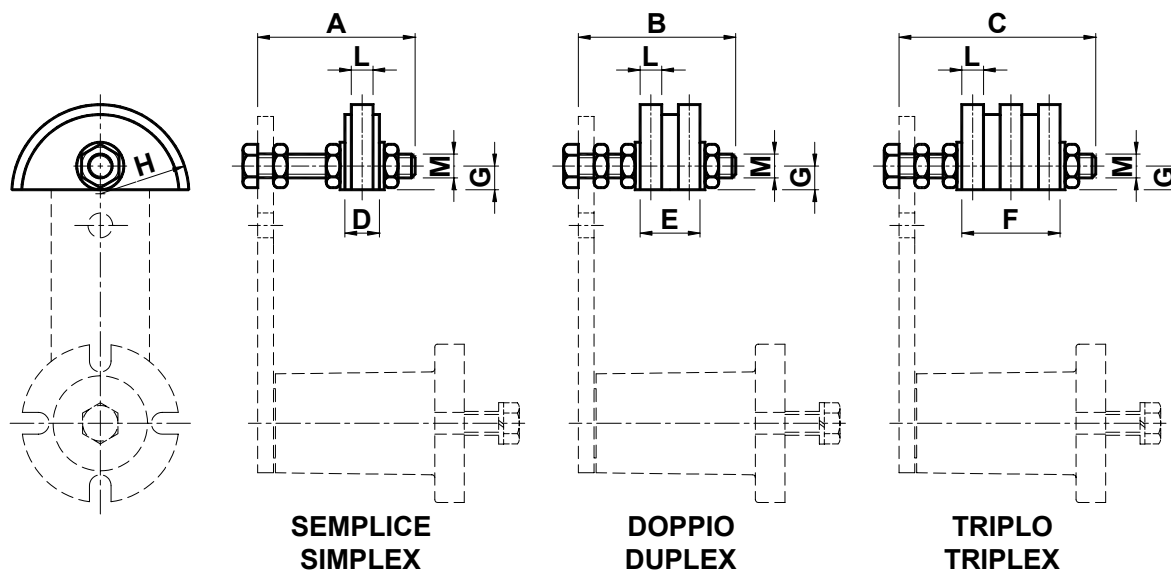 A
B
C
L
L
L
H
M
G
M
G
M
G
D
E
F
SEMPLICE
SIMPLEX
DOPPIO
DUPLEX
TRIPLO
TRIPLEX